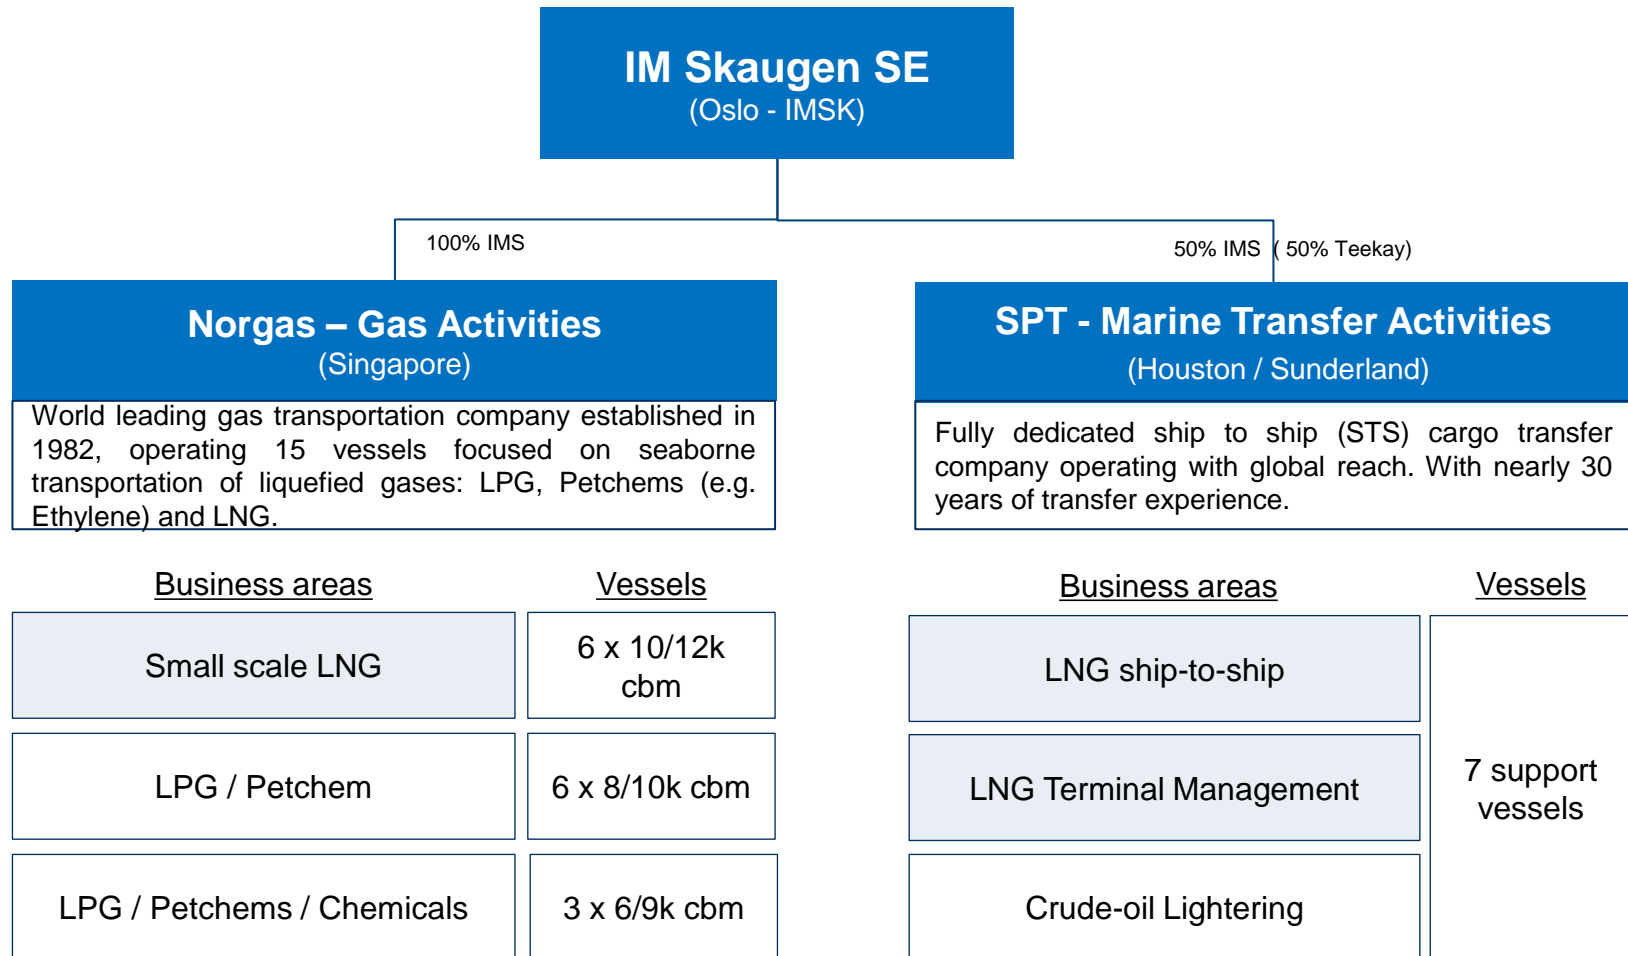 IM Skaugen SE
(Oslo - IMSK)
100% IMS
50% IMS ( 50% Teekay)
Norgas – Gas Activities
(Singapore)
World leading gas transportation company established in
1982, operating 15 vessels focused on seaborne
transportation of liquefied gases: LPG, Petchems (e.g.
Ethylene) and LNG.
Business areas
Vessels
Small scale LNG
6 x 10/12k
cbm
LPG / Petchem
6 x 8/10k cbm
LPG / Petchems / Chemicals
3 x 6/9k cbm
SPT - Marine Transfer Activities
(Houston / Sunderland)
Fully dedicated ship to ship (STS) cargo transfer
company operating with global reach. With nearly 30
years of transfer experience.
Business areas
Vessels
LNG ship-to-ship
LNG Terminal Management
Crude-oil Lightering
7 support
vessels